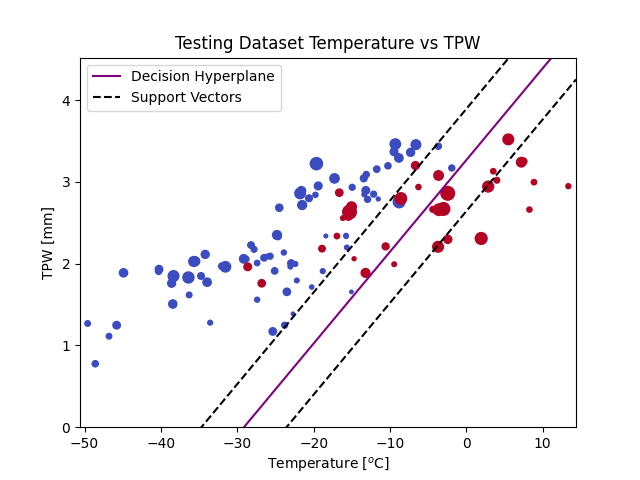 Testing Dataset Temperature vs TPW
Decision Hyperplane
Support Vectors
TPW [mm]
4
3
2
1
0
−50 −40 −30 −20 −10 0 10
Temperature [°C]